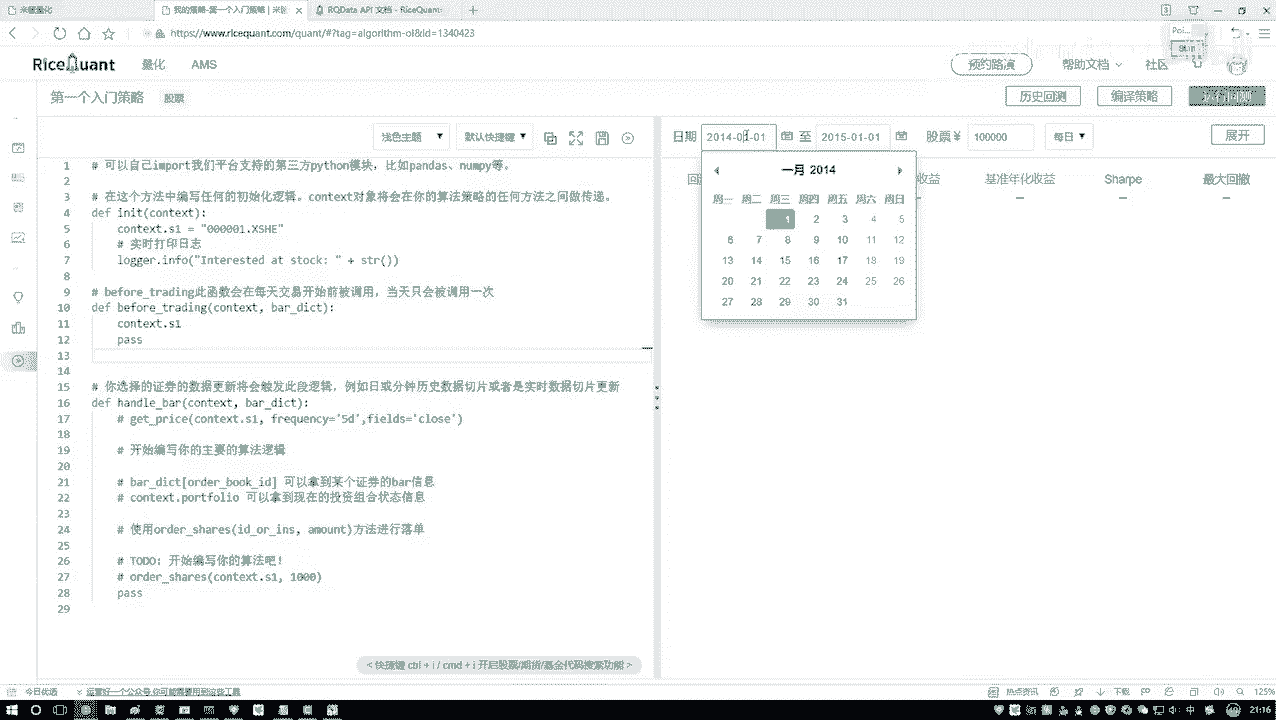 米筐量化
我的策略-第一个入门策略 | 米筐
RQData API 文档 - RiceQuant
https://www.ricequant.com/quant/#?tag=algorithm-ol&id=1340423
RiceQuant 量化 AMS 预约路演 帮助文档 社区
第一个入门策略 股票 历史回测 编译策略
浅色主题 默认快捷键 日期 2014-01-01 至 2015-01-01 股票 ¥ 100000 每日 展开
收益 基准年化收益 Sharpe 最大回撤
一月 2014
周一 周二 周三 周四 周五 周六 周日
1 2 3 4 5
6 7 8 9 10 11 12
13 14 15 16 17 18 19
20 21 22 23 24 25 26
27 28 29 30 31
1 # 可以自己import我们平台支持的第三方python模块，比如pandas、numpy等。
2
3 # 在这个方法中编写任何的初始化逻辑。context对象将会在你的算法策略的任何方法之间做传递。
4 def init(context):
5 context.s1 = "000001.XSHE"
6 # 实时打印日志
7 logger.info("Interested at stock: " + str())
8
9 # before_trading此函数会在每天交易开始前被调用，当天只会被调用一次
10 def before_trading(context, bar_dict):
11 context.s1
12 pass
13
14
15 # 你选择的证券的数据更新将会触发此段逻辑，例如日或分钟历史数据切片或者是实时数据切片更新
16 def handle_bar(context, bar_dict):
17 # get_price(context.s1, frequency='5d',fields='close')
18
19 # 开始编写你的主要的算法逻辑
20
21 # bar_dict[order_book_id] 可以拿到某个证券的bar信息
22 # context.portfolio 可以拿到现在的投资组合状态信息
23
24 # 使用order_shares(id_or_ins, amount)方法进行落单
25
26 # TODO: 开始编写你的算法吧!
27 # order_shares(context.s1, 1000)
28 pass
29
< 快捷键 ctrl + i / cmd + i 开启股票/期货/基金代码搜索功能 >
今日优选 热点资讯 下载 125%
中 21:16